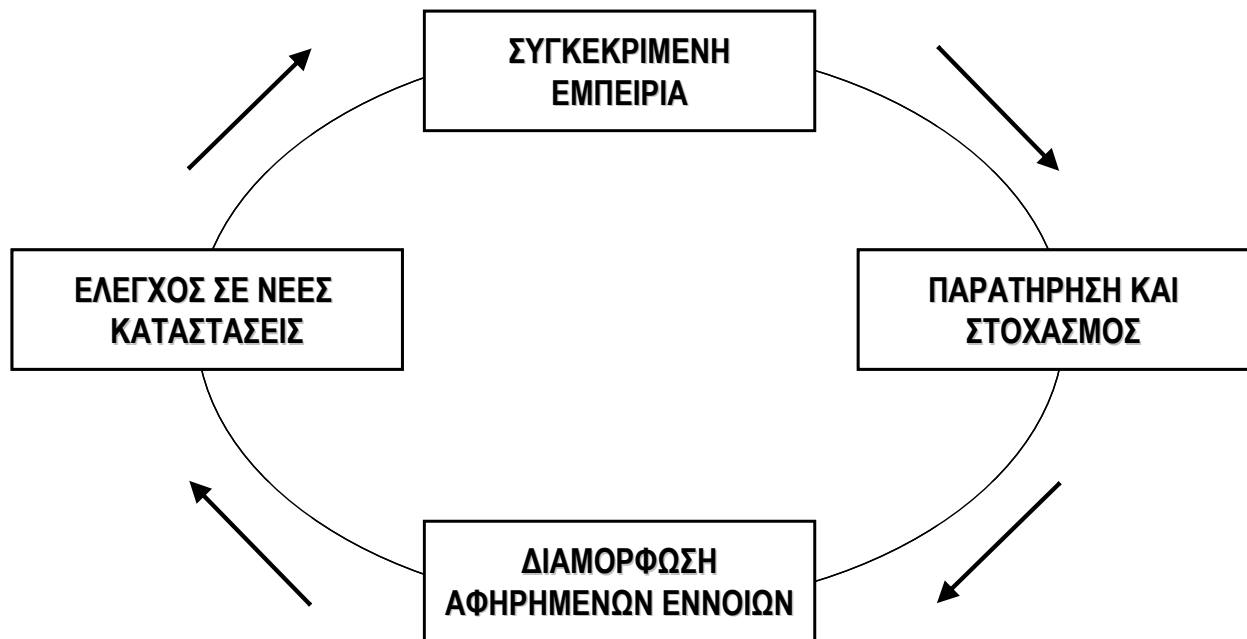 ΣΥΓΚΕΚΡΙΜΕΝΗ
ΕΜΠΕΙΡΙΑ
ΕΛΕΓΧΟΣ ΣΕ ΝΕΕΣ
ΚΑΤΑΣΤΑΣΕΙΣ
ΠΑΡΑΤΗΡΗΣΗ ΚΑΙ
ΣΤΟΧΑΣΜΟΣ
ΔΙΑΜΟΡΦΩΣΗ
ΑΦΗΡΗΜΕΝΩΝ ΕΝΝΟΙΩΝ